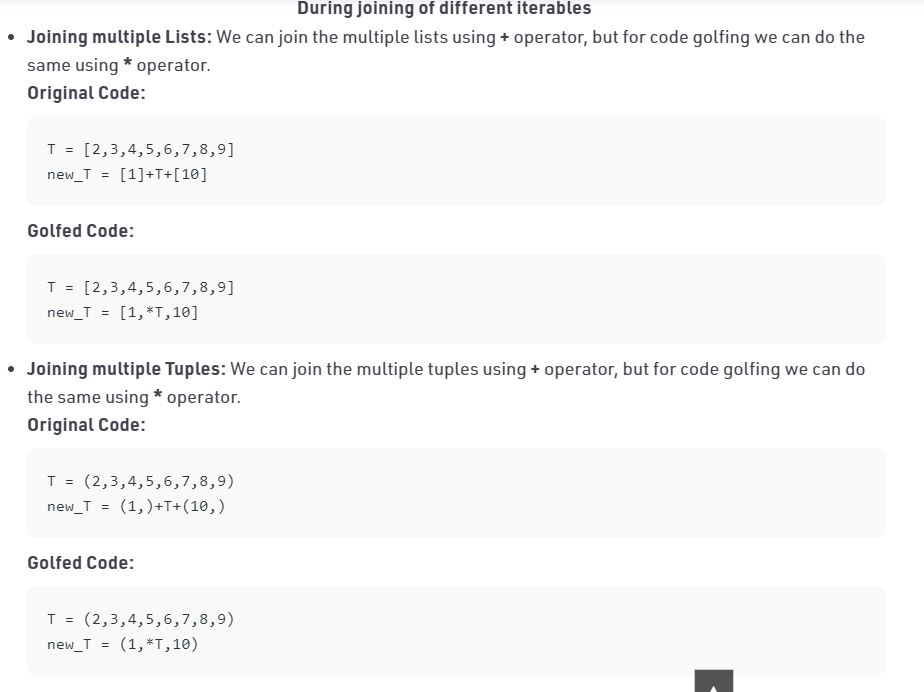 During joining of different iterables
• Joining multiple Lists: We can join the multiple lists using + operator, but for code golfing we can do the
same using * operator.
Original Code:
T = [2,3,4,5,6,7,8,9]
new_T = [1]+T+[10]
Golfed Code:
T = [2,3,4,5,6,7,8,9]
new_T = [1,*T,10]
• Joining multiple Tuples: We can join the multiple tuples using + operator, but for code golfing we can do
the same using * operator.
Original Code:
T = (2,3,4,5,6,7,8,9)
new_T = (1,)+T+(10,)
Golfed Code:
T = (2,3,4,5,6,7,8,9)
new_T = (1,*T,10)